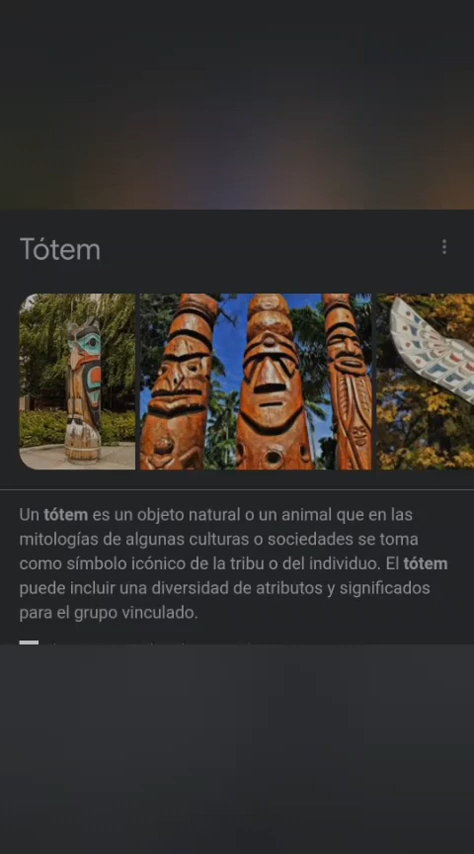 Tótem
Un tótem es un objeto natural o un animal que en las
mitologías de algunas culturas o sociedades se toma
como símbolo icónico de la tribu o del individuo. El tótem
puede incluir una diversidad de atributos y significados
para el grupo vinculado.